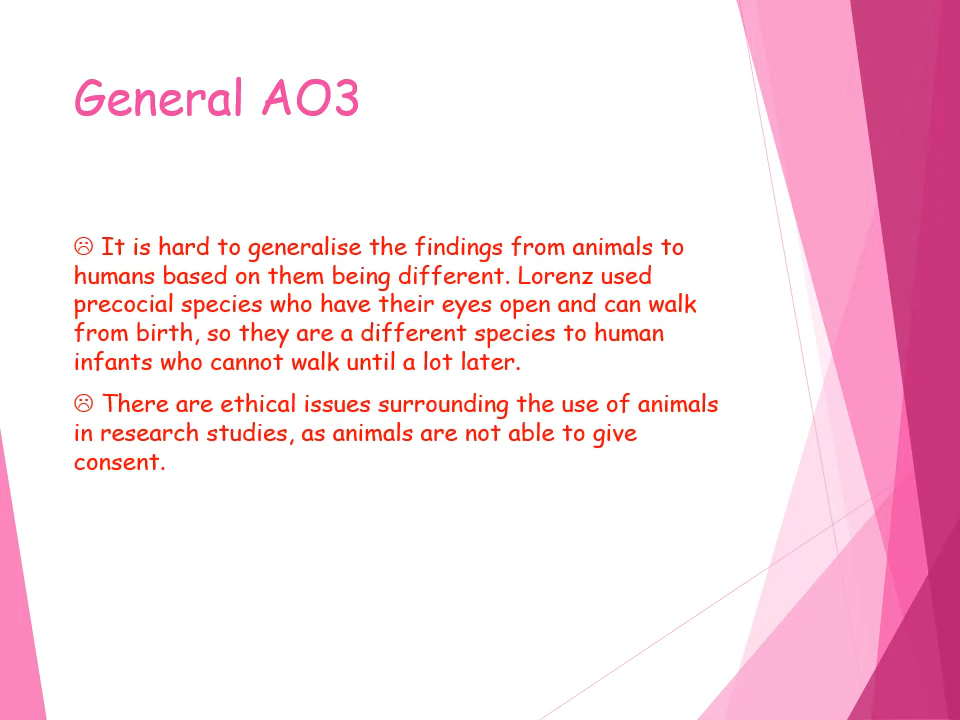 General AO3
☹ It is hard to generalise the findings from animals to
humans based on them being different. Lorenz used
precocial species who have their eyes open and can walk
from birth, so they are a different species to human
infants who cannot walk until a lot later.
☹ There are ethical issues surrounding the use of animals
in research studies, as animals are not able to give
consent.